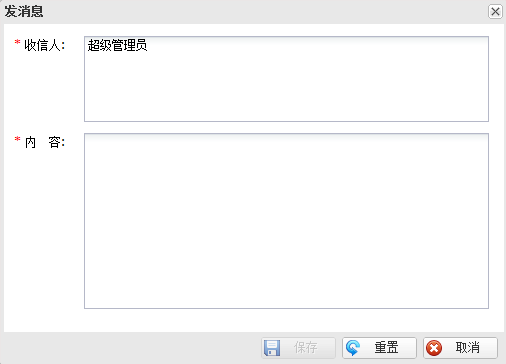 发消息
* 收信人：
超级管理员
* 内　容：
保存
重置
取消